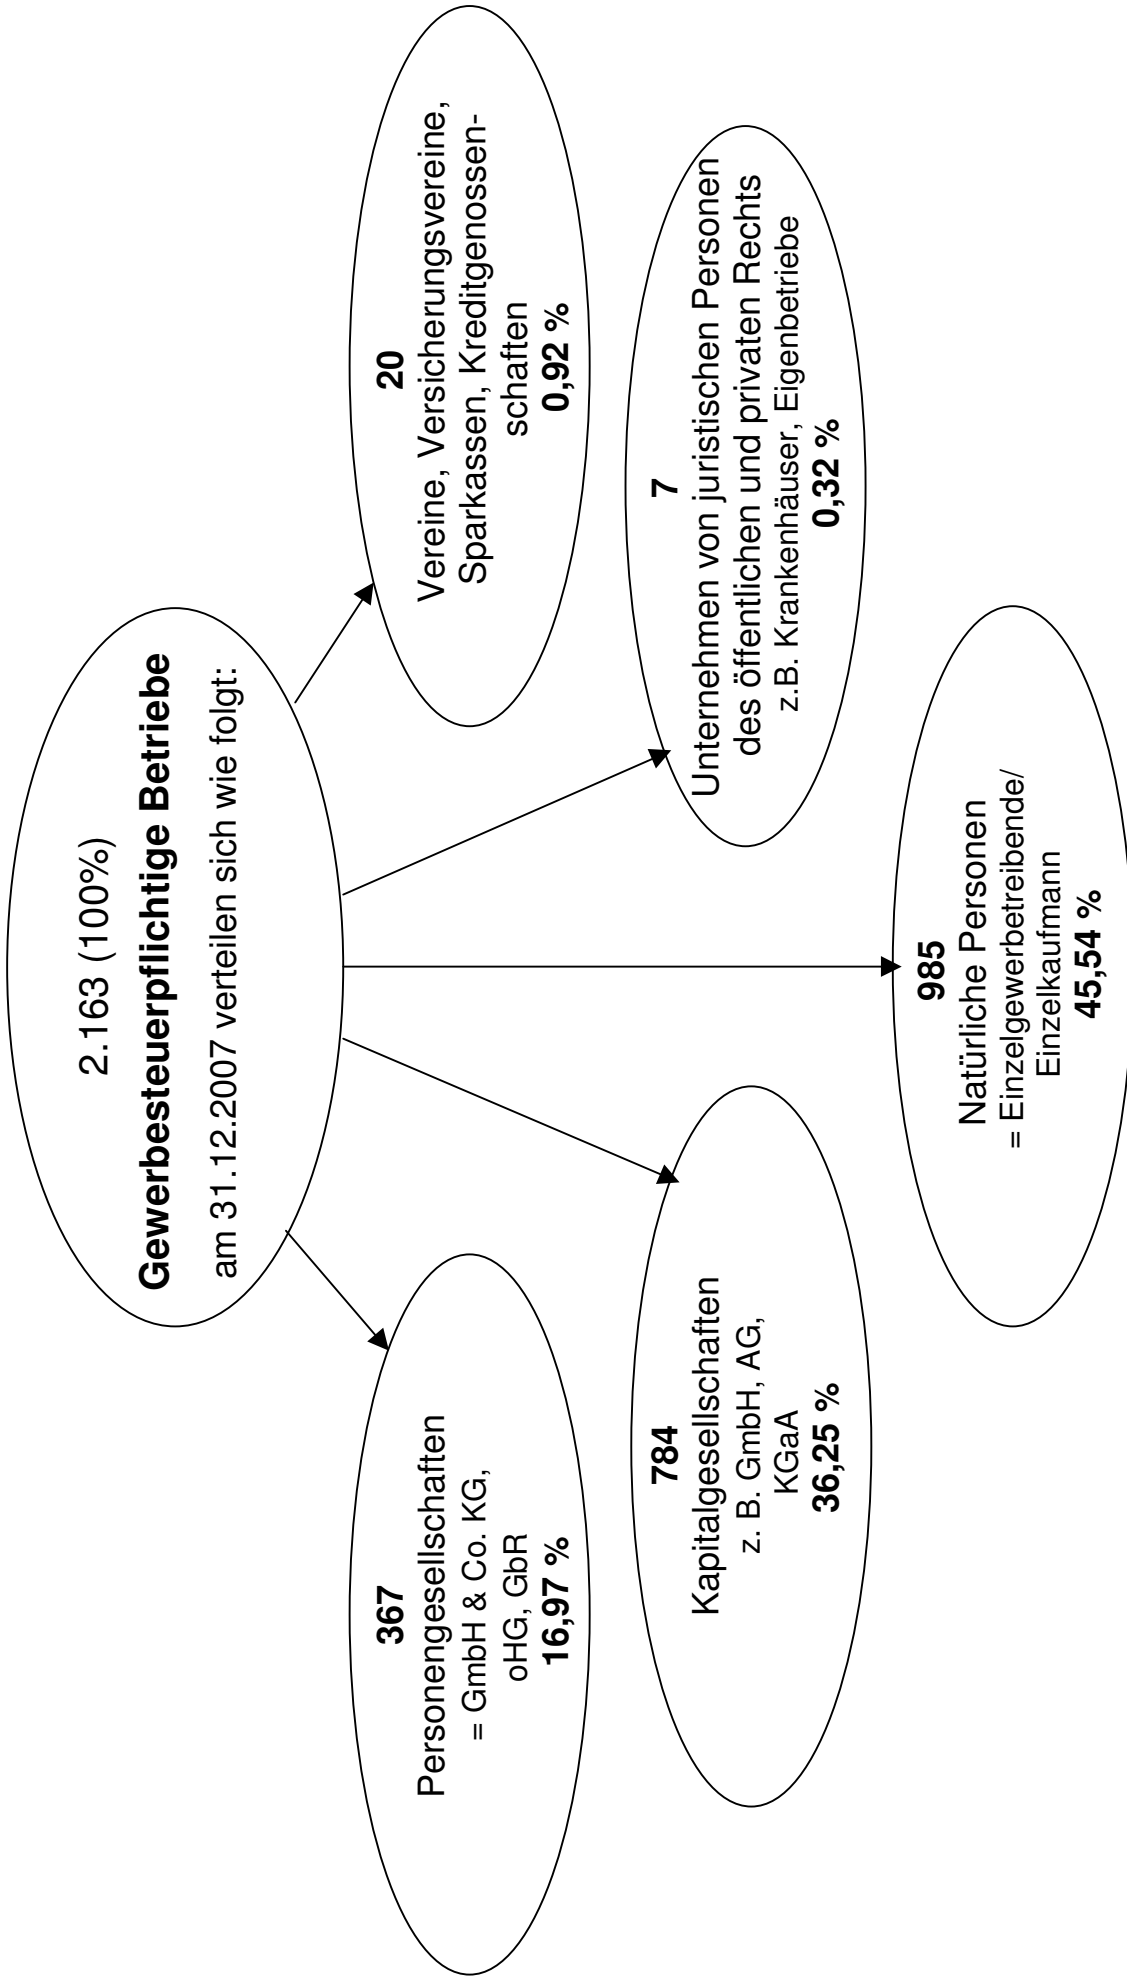 2.163 (100%)
Gewerbesteuerpflichtige Betriebe
am 31.12.2007 verteilen sich wie folgt:
367
Personengesellschaften
= GmbH & Co. KG,
oHG, GbR
16,97 %
784
Kapitalgesellschaften
z. B. GmbH, AG,
KGaA
36,25 %
985
Natürliche Personen
= Einzelgewerbetreibende/
Einzelkaufmann
45,54 %
7
Unternehmen von juristischen Personen
des öffentlichen und privaten Rechts
z.B. Krankenhäuser, Eigenbetriebe
0,32 %
20
Vereine, Versicherungsvereine,
Sparkassen, Kreditgenossen-
schaften
0,92 %